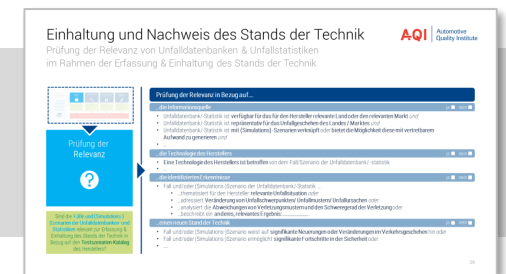 Einhaltung und Nachweis des Stands der Technik
Prüfung der Relevanz von Unfalldatenbanken & Unfallstatistiken
im Rahmen der Erfassung & Einhaltung des Stands der Technik
AQI Automotive
Quality Institute
Prüfung der
Relevanz
?
Sind die Fälle und (Simulations-)
Szenarien der Unfalldatenbanken und
Statistiken relevant zur Erfassung &
Einhaltung des Stands der Technik in
Bezug auf den Testszenarien-Katalog
des Herstellers?
Prüfung der Relevanz in Bezug auf...
...die Informationsquelle
• Unfalldatenbank/-Statistik ist verfügbar für das für den Hersteller relevante Land oder den relevanten Markt und
• Unfalldatenbank/-Statistik ist repräsentativ für das Unfallgeschehen des Landes / Marktes und
• Unfalldatenbank/-Statistik ist mit (Simulations)-Szenarien verknüpft oder bietet die Möglichkeit diese mit vertretbarem
Aufwand zu generieren und
• ...
...die Technologie des Herstellers
• Eine Technologie des Herstellers ist betroffen von dem Fall/Szenario der Unfalldatenbank/-statistik
• ...
...die identifizierten Erkenntnisse
• Fall und/oder (Simulations-)Szenario der Unfalldatenbank/-Statistik ...
• ...thematisiert für den Hersteller relevante Unfallsituation oder
• ...adressiert Veränderung von Unfallschwerpunkten/ Unfallmustern/ Unfallursachen oder
• ...analysiert die Abweichungen von Verletzungsmustern und den Schweregrad der Verletzung oder
• ...beschreibt ein anderes, relevantes Ergebnis:
...einen neuen Stand der Technik
• Fall und/oder (Simulations-)Szenario weist auf signifikante Neuerungen oder Veränderungen im Verkehrsgeschehen hin oder
• Fall und/oder (Simulations-)Szenario ermöglicht signifikante Fortschritte in der Sicherheit oder
• ...